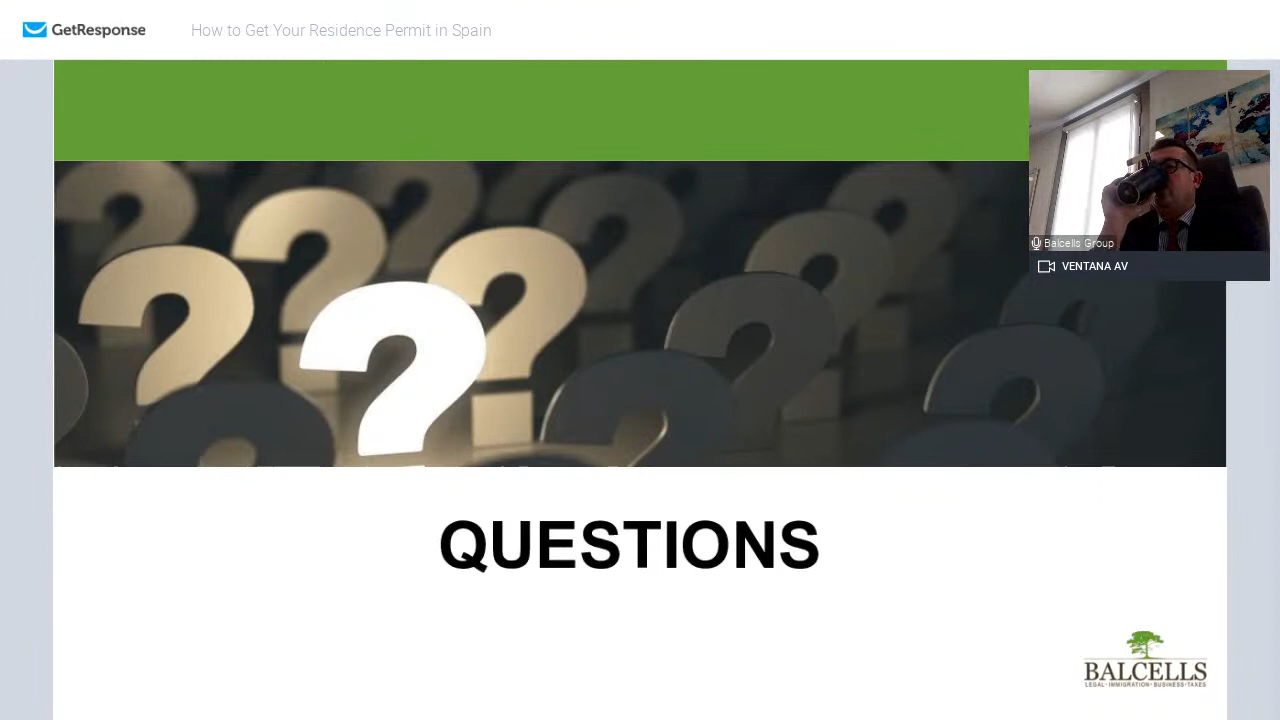 GetResponse
How to Get Your Residence Permit in Spain
Balcells Group
VENTANA AV
QUESTIONS
BALCELLS
LEGAL · IMMIGRATION · BUSINESS · TAXES